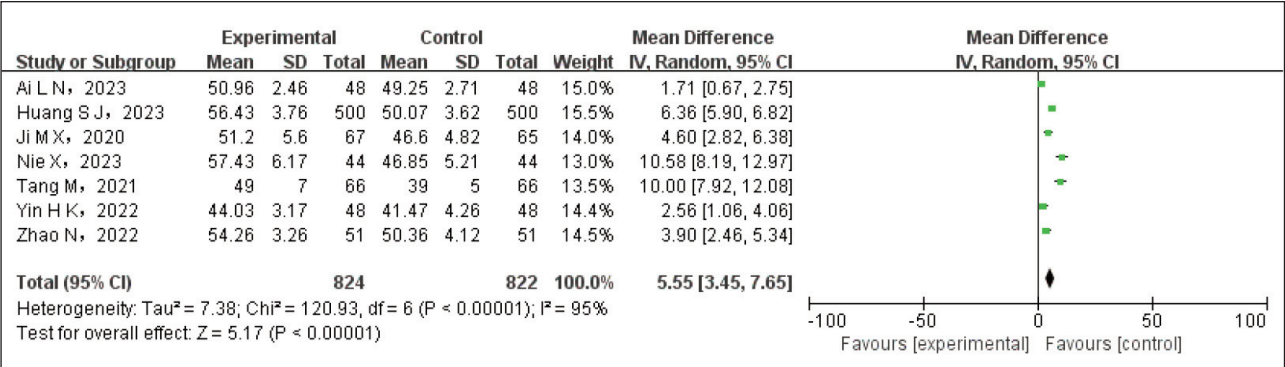 Experimental Control Mean Difference Mean Difference
Study or Subgroup Mean SD Total Mean SD Total Weight IV, Random, 95% CI IV, Random, 95% CI
Ai L N，2023 50.96 2.46 48 49.25 2.71 48 15.0% 1.71 [0.67, 2.75]
Huang S J，2023 56.43 3.76 500 50.07 3.62 500 15.5% 6.36 [5.90, 6.82]
Ji M X，2020 51.2 5.6 67 46.6 4.82 65 14.0% 4.60 [2.82, 6.38]
Nie X，2023 57.43 6.17 44 46.85 5.21 44 13.0% 10.58 [8.19, 12.97]
Tang M，2021 49 7 66 39 5 66 13.5% 10.00 [7.92, 12.08]
Yin H K，2022 44.03 3.17 48 41.47 4.26 48 14.4% 2.56 [1.06, 4.06]
Zhao N，2022 54.26 3.26 51 50.36 4.12 51 14.5% 3.90 [2.46, 5.34]
Total (95% CI) 824 822 100.0% 5.55 [3.45, 7.65]
Heterogeneity: Tau² = 7.38; Chi² = 120.93, df = 6 (P < 0.00001); I² = 95%
Test for overall effect: Z = 5.17 (P < 0.00001)
-100 -50 0 50 100
Favours [experimental] Favours [control]